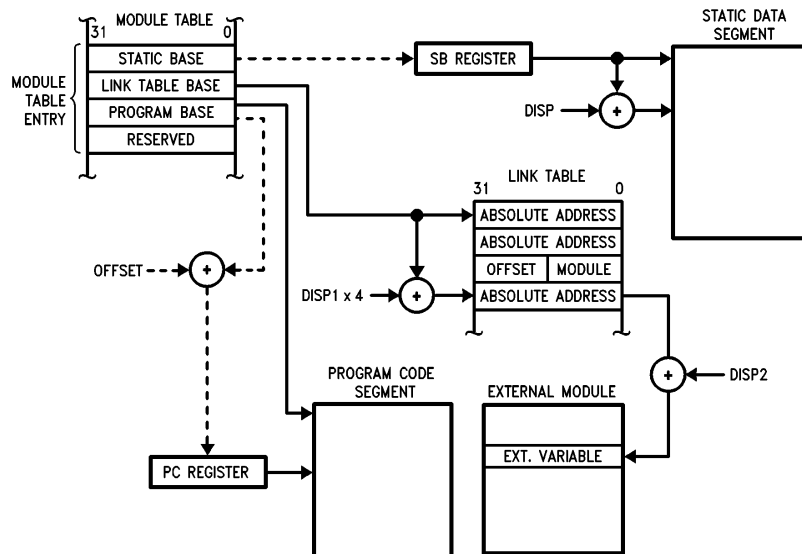 MODULE TABLE
31 0
STATIC BASE
LINK TABLE BASE
PROGRAM BASE
RESERVED
MODULE
TABLE
ENTRY
SB REGISTER
STATIC DATA
SEGMENT
DISP
+
LINK TABLE
31 0
ABSOLUTE ADDRESS
ABSOLUTE ADDRESS
OFFSET MODULE
ABSOLUTE ADDRESS
OFFSET
+
DISP1 x 4
+
+
DISP2
PROGRAM CODE
SEGMENT
EXTERNAL MODULE
EXT. VARIABLE
PC REGISTER